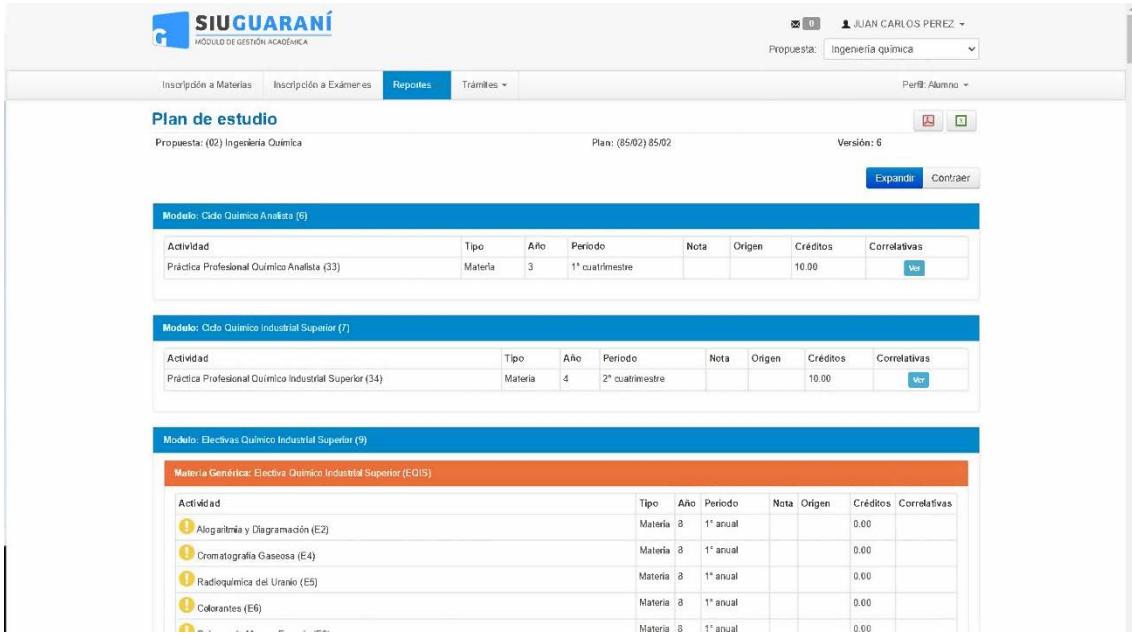 SIUGUARANÍ
G
MÓDULO DE GESTIÓN ACADÉMICA
0 JUAN CARLOS PEREZ
Propuesta: Ingeniería química
Inscripción a Materias Inscripción a Exámenes Reportes Trámites Perfil: Alumno
Plan de estudio
Propuesta: (02) Ingeniería Química Plan: (85/02) 85/02 Versión: 6
Expandir Contraer
Modulo: Ciclo Químico Analista (6)
Actividad Tipo Año Periodo Nota Origen Créditos Correlativas
Práctica Profesional Químico Analista (33) Materia 3 1° cuatrimestre 10.00 Ver
Modulo: Ciclo Químico Industrial Superior (7)
Actividad Tipo Año Periodo Nota Origen Créditos Correlativas
Práctica Profesional Químico Industrial Superior (34) Materia 4 2° cuatrimestre 10.00 Ver
Modulo: Electivas Químico Industrial Superior (9)
Materia Genérica: Electiva Químico Industrial Superior (EQIS)
Actividad Tipo Año Periodo Nota Origen Créditos Correlativas
Alogaritmia y Diagramación (E2) Materia 8 1° anual 0.00
Cromatografía Gaseosa (E4) Materia 8 1° anual 0.00
Radioquímica del Uranio (E5) Materia 8 1° anual 0.00
Colorantes (E6) Materia 8 1° anual 0.00
Materia 8 1° anual 0.00